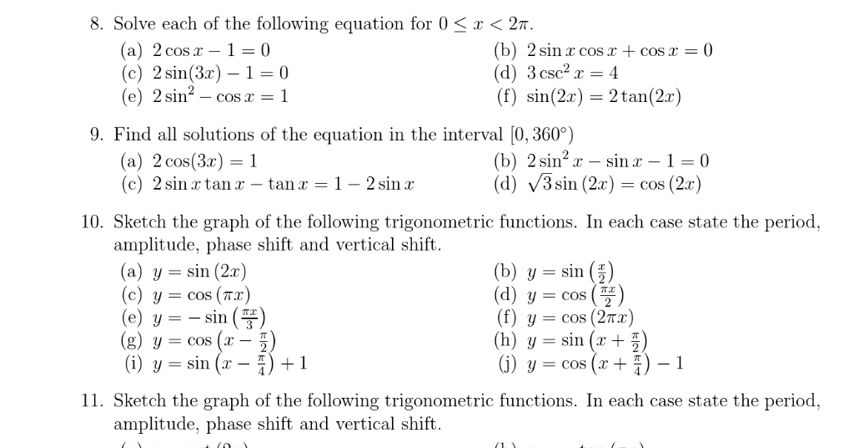 8. Solve each of the following equation for 0 ≤ x < 2π.
(a) 2 cos x − 1 = 0 (b) 2 sin x cos x + cos x = 0
(c) 2 sin(3x) − 1 = 0 (d) 3 csc² x = 4
(e) 2 sin² − cos x = 1 (f) sin(2x) = 2 tan(2x)
9. Find all solutions of the equation in the interval [0, 360°)
(a) 2 cos(3x) = 1 (b) 2 sin² x − sin x − 1 = 0
(c) 2 sin x tan x − tan x = 1 − 2 sin x (d) √3 sin (2x) = cos (2x)
10. Sketch the graph of the following trigonometric functions. In each case state the period,
amplitude, phase shift and vertical shift.
(a) y = sin (2x) (b) y = sin (x/2)
(c) y = cos (πx) (d) y = cos (πx/2)
(e) y = − sin (πx/3) (f) y = cos (2πx)
(g) y = cos (x − π/2) (h) y = sin (x + π/2)
(i) y = sin (x − π/4) + 1 (j) y = cos (x + π/4) − 1
11. Sketch the graph of the following trigonometric functions. In each case state the period,
amplitude, phase shift and vertical shift.